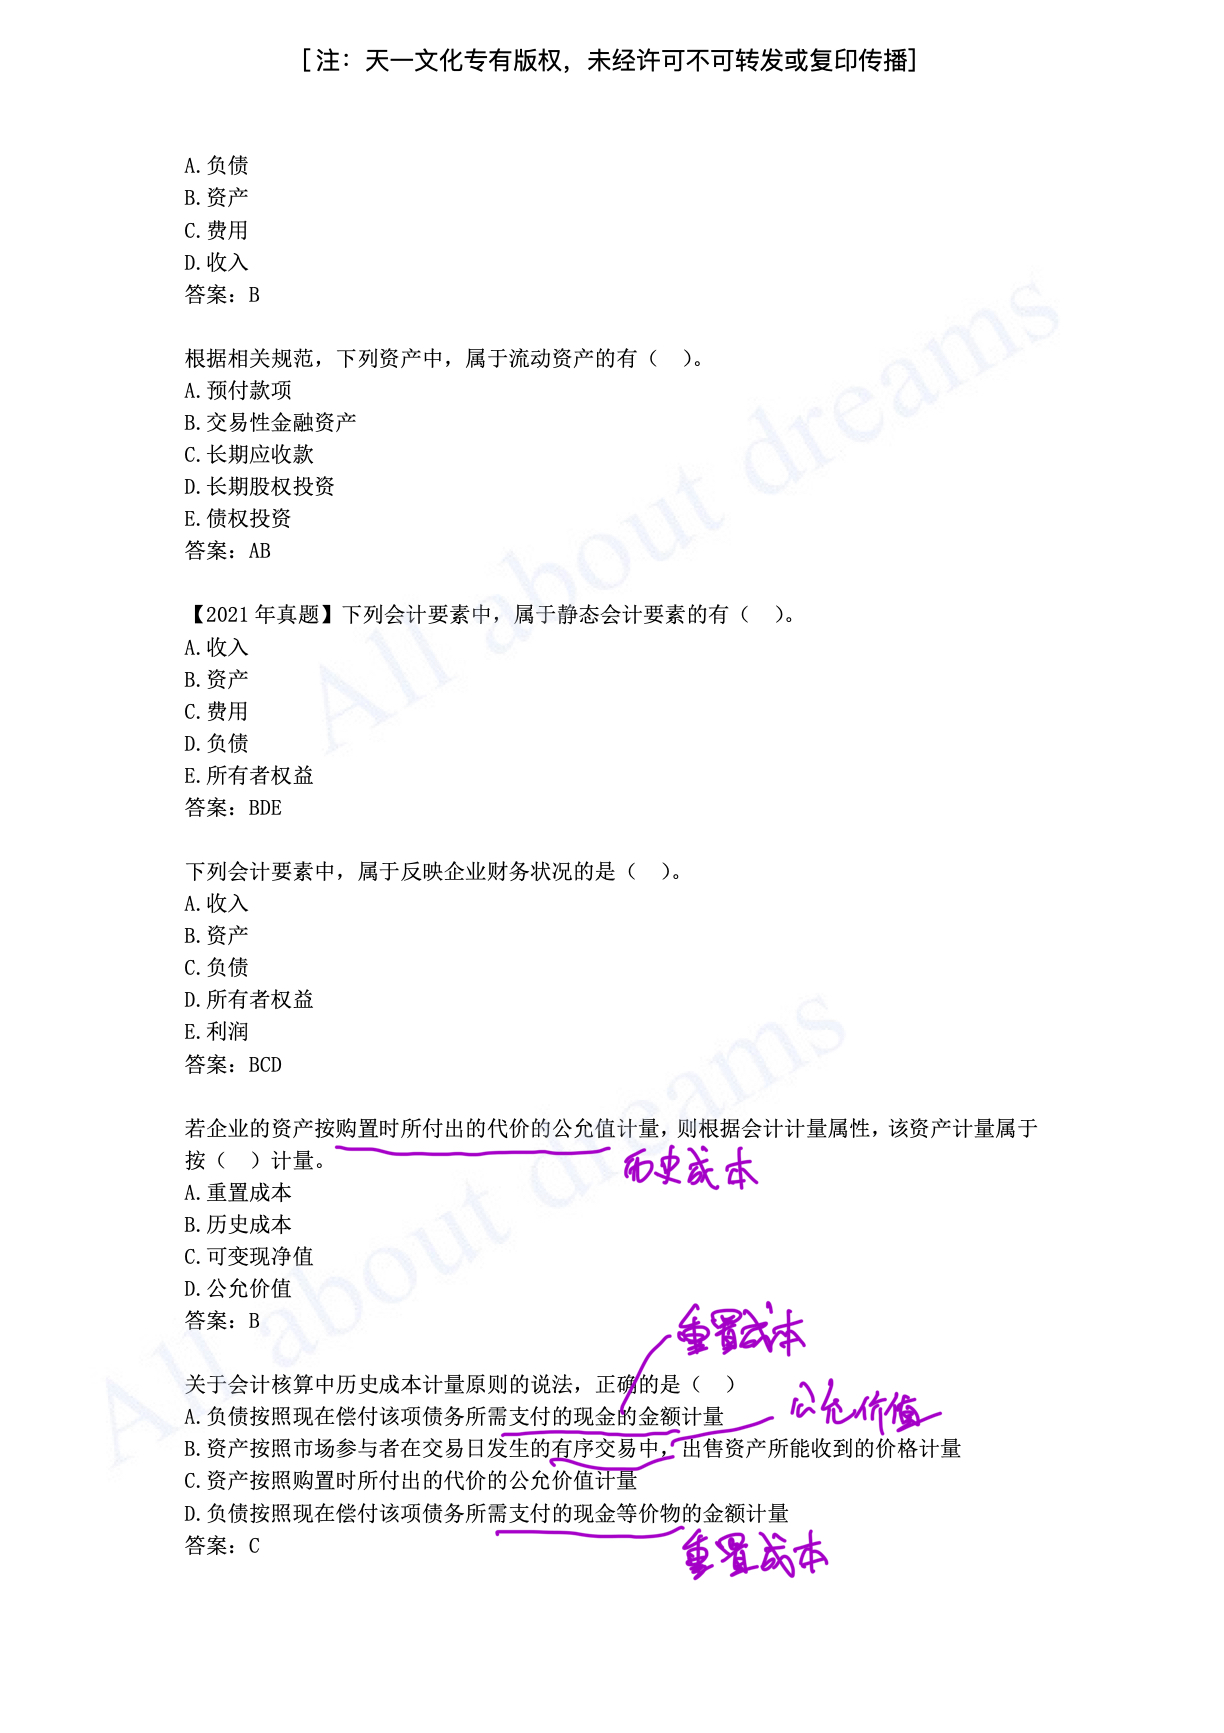 [注：天一文化专有版权，未经许可不可转发或复印传播]
A.负债
B.资产
C.费用
D.收入
答案：B
根据相关规范，下列资产中，属于流动资产的有（ ）。
A.预付款项
B.交易性金融资产
C.长期应收款
D.长期股权投资
E.债权投资
答案：AB
【2021年真题】下列会计要素中，属于静态会计要素的有（ ）。
A.收入
B.资产
C.费用
D.负债
E.所有者权益
答案：BDE
下列会计要素中，属于反映企业财务状况的是（ ）。
A.收入
B.资产
C.负债
D.所有者权益
E.利润
答案：BCD
若企业的资产按购置时所付出的代价的公允值计量，则根据会计计量属性，该资产计量属于
按（ ）计量。
历史成本
A.重置成本
B.历史成本
C.可变现净值
D.公允价值
答案：B
重置成本
关于会计核算中历史成本计量原则的说法，正确的是（ ）
公允价值
A.负债按照现在偿付该项债务所需支付的现金的金额计量
B.资产按照市场参与者在交易日发生的有序交易中，出售资产所能收到的价格计量
C.资产按照购置时所付出的代价的公允价值计量
D.负债按照现在偿付该项债务所需支付的现金等价物的金额计量
答案：C
重置成本
All about dreams
All about dreams